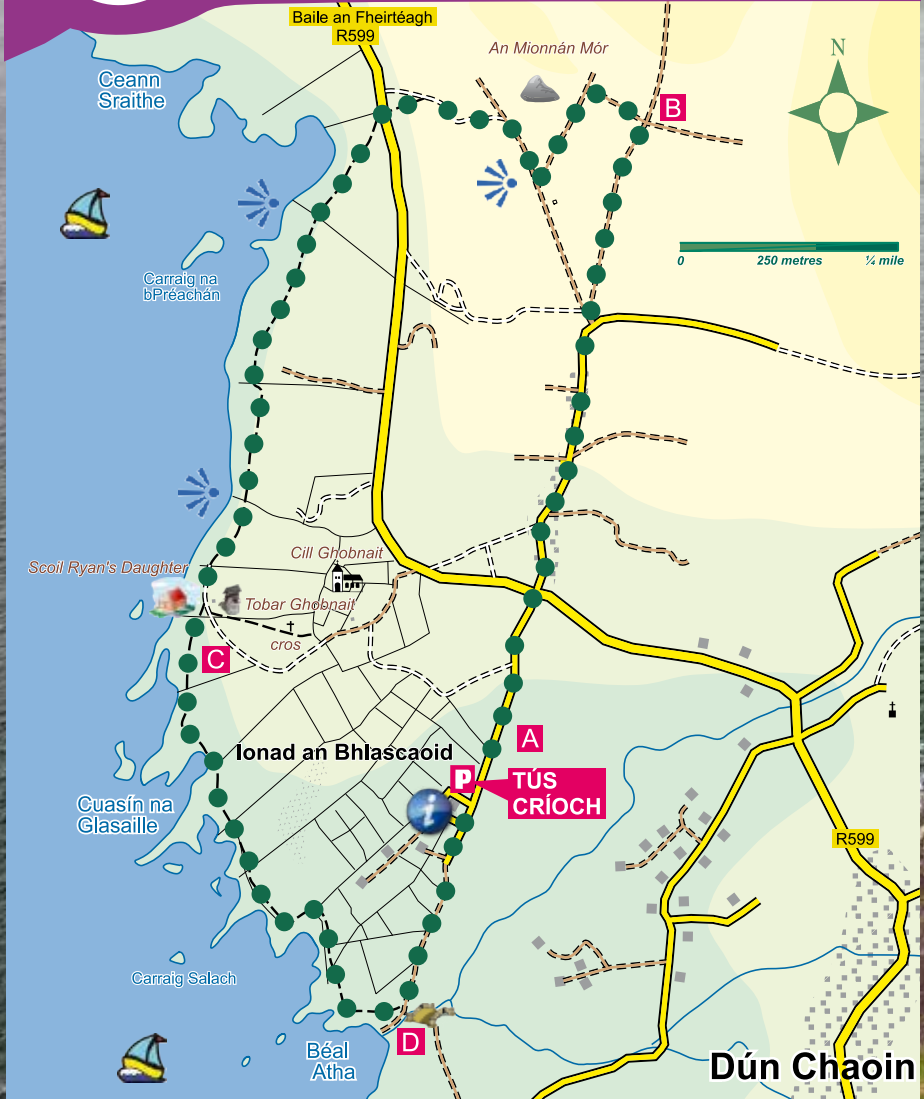 Baile an Fheirtéagh
R599
An Mionnán Mór
N
Ceann
Sraithe
B
0
250 metres
¼ mile
Carraig na
bPréachán
Cill Ghobnait
Scoil Ryan's Daughter
Tobar Ghobnait
cros
C
A
Ionad an Bhlascaoid
P
TÚS
CRÍOCH
i
Cuasín na
Glasaille
R599
Carraig Salach
D
Béal
Atha
Dún Chaoin